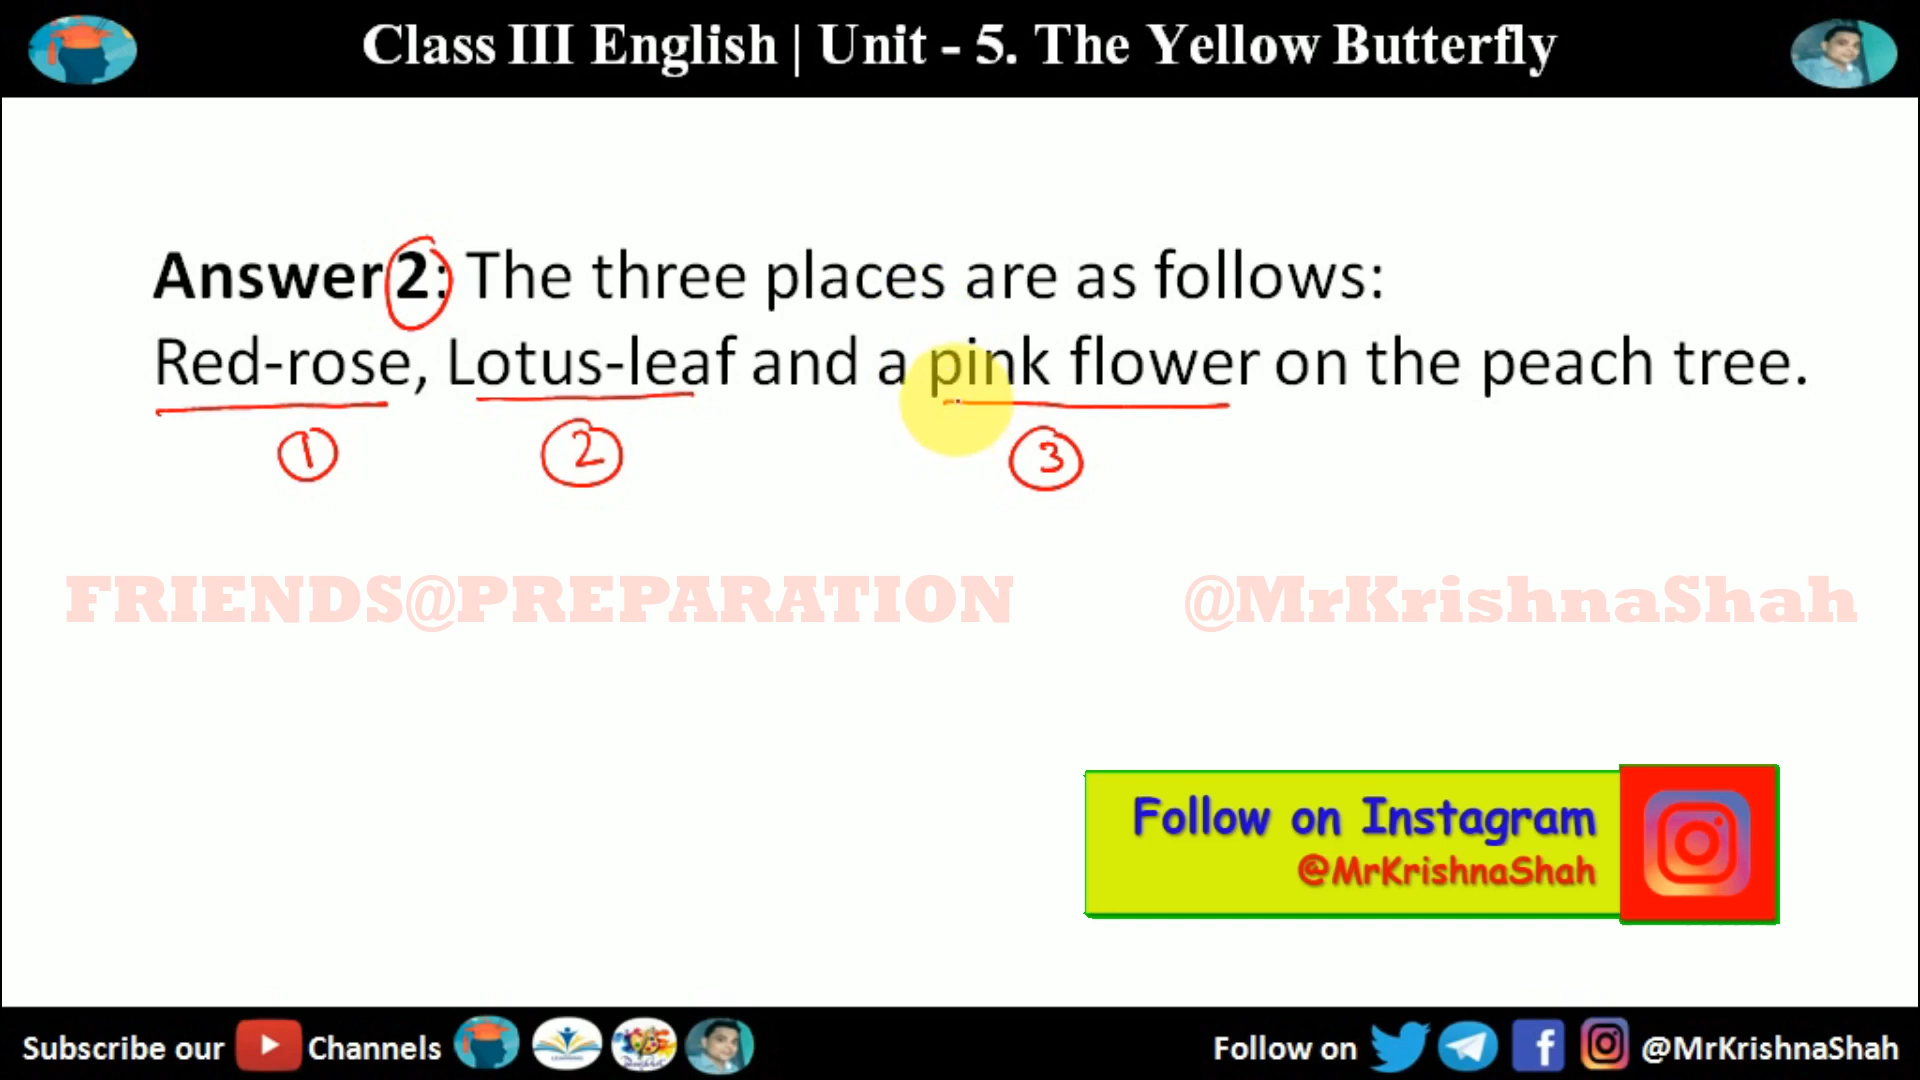 Class III English | Unit - 5. The Yellow Butterfly
Answer 2: The three places are as follows:
Red-rose, Lotus-leaf and a pink flower on the peach tree.
1 2 3
FRIENDS@PREPARATION @MrKrishnaShah
Follow on Instagram
@MrKrishnaShah
Subscribe our Channels Follow on @MrKrishnaShah